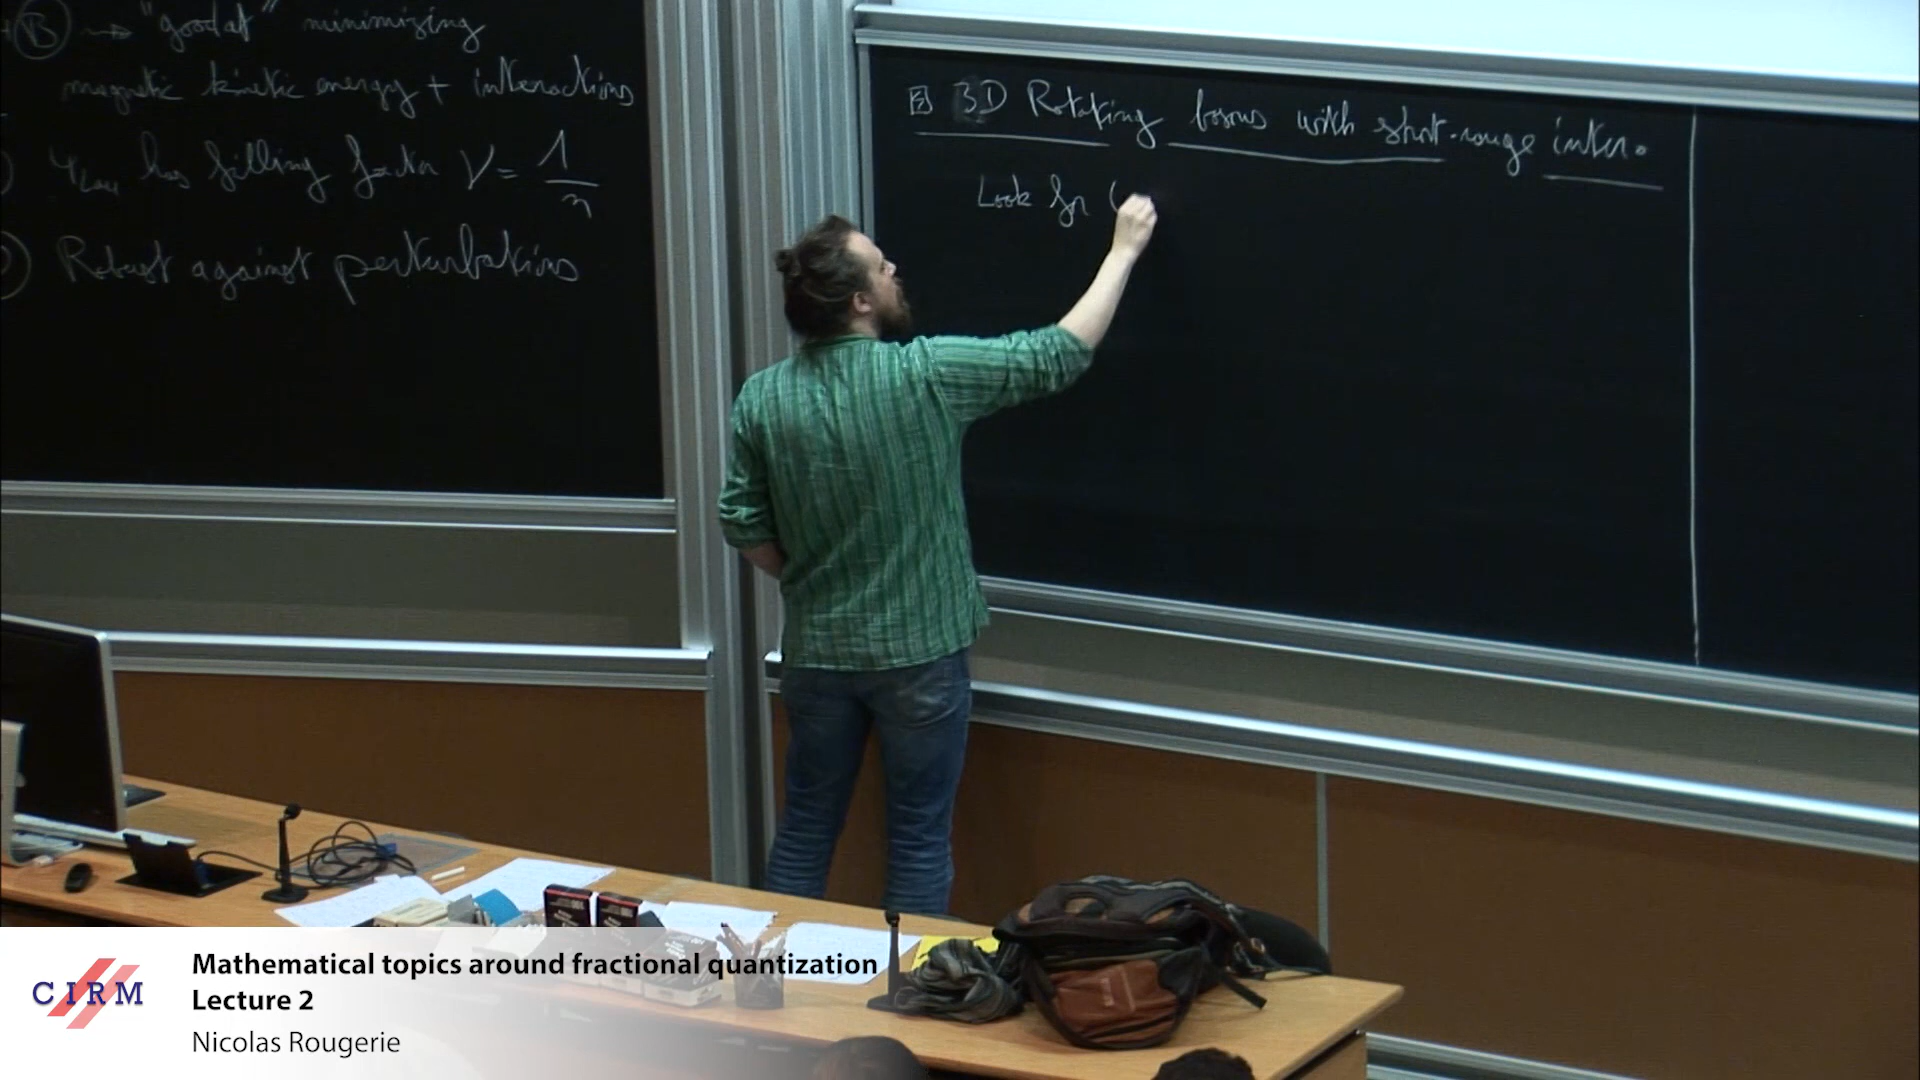 B ⇝ "good at" minimizing
magnetic kinetic energy + interactions
Ψ_Lau has filling factor ν = 1/n
Robust against perturbations
3D Rotating bosons with short-range inter.
Look for (
CIRM
Mathematical topics around fractional quantization
Lecture 2
Nicolas Rougerie